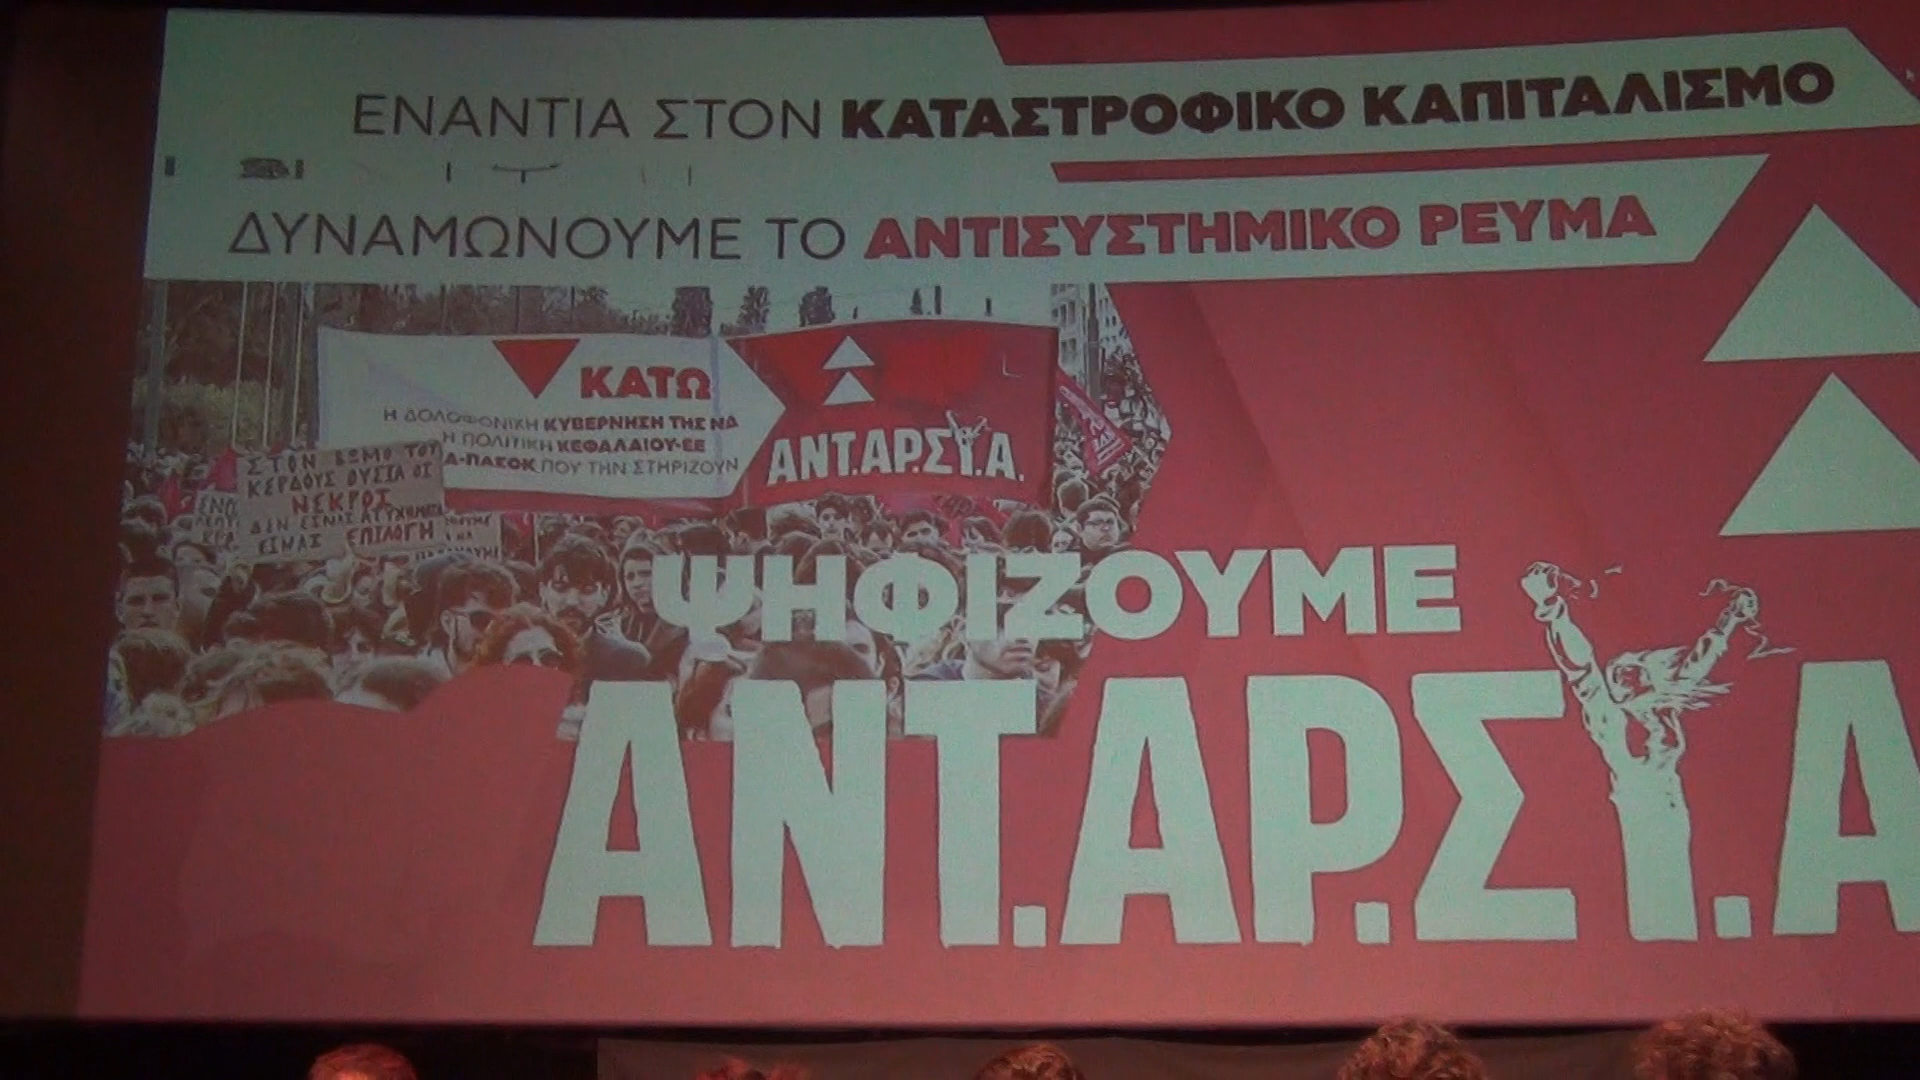 ΕΝΑΝΤΙΑ ΣΤΟΝ ΚΑΤΑΣΤΡΟΦΙΚΟ ΚΑΠΙΤΑΛΙΣΜΟ
ΔΥΝΑΜΩΝΟΥΜΕ ΤΟ ΑΝΤΙΣΥΣΤΗΜΙΚΟ ΡΕΥΜΑ
ΚΑΤΩ
Η ΔΟΛΟΦΟΝΙΚΗ ΚΥΒΕΡΝΗΣΗ ΤΗΣ ΝΔ
Η ΠΟΛΙΤΙΚΗ ΚΕΦΑΛΑΙΟΥ-ΕΕ
Α-ΠΑΣΟΚ ΠΟΥ ΤΗΝ ΣΤΗΡΙΖΟΥΝ
ΑΝΤ.ΑΡ.ΣΥ.Α.
ΣΤΟΝ ΒΩΜΟ ΤΟΥ
ΚΕΡΔΟΥΣ ΘΥΣΙΑ ΟΙ
ΝΕΚΡΟΙ
ΔΕΝ ΕΙΝΑΙ ΑΤΥΧΗΜΑ
ΕΙΝΑΙ ΕΠΙΛΟΓΗ
ΨΗΦΙΖΟΥΜΕ
ΑΝΤ.ΑΡ.ΣΥ.Α